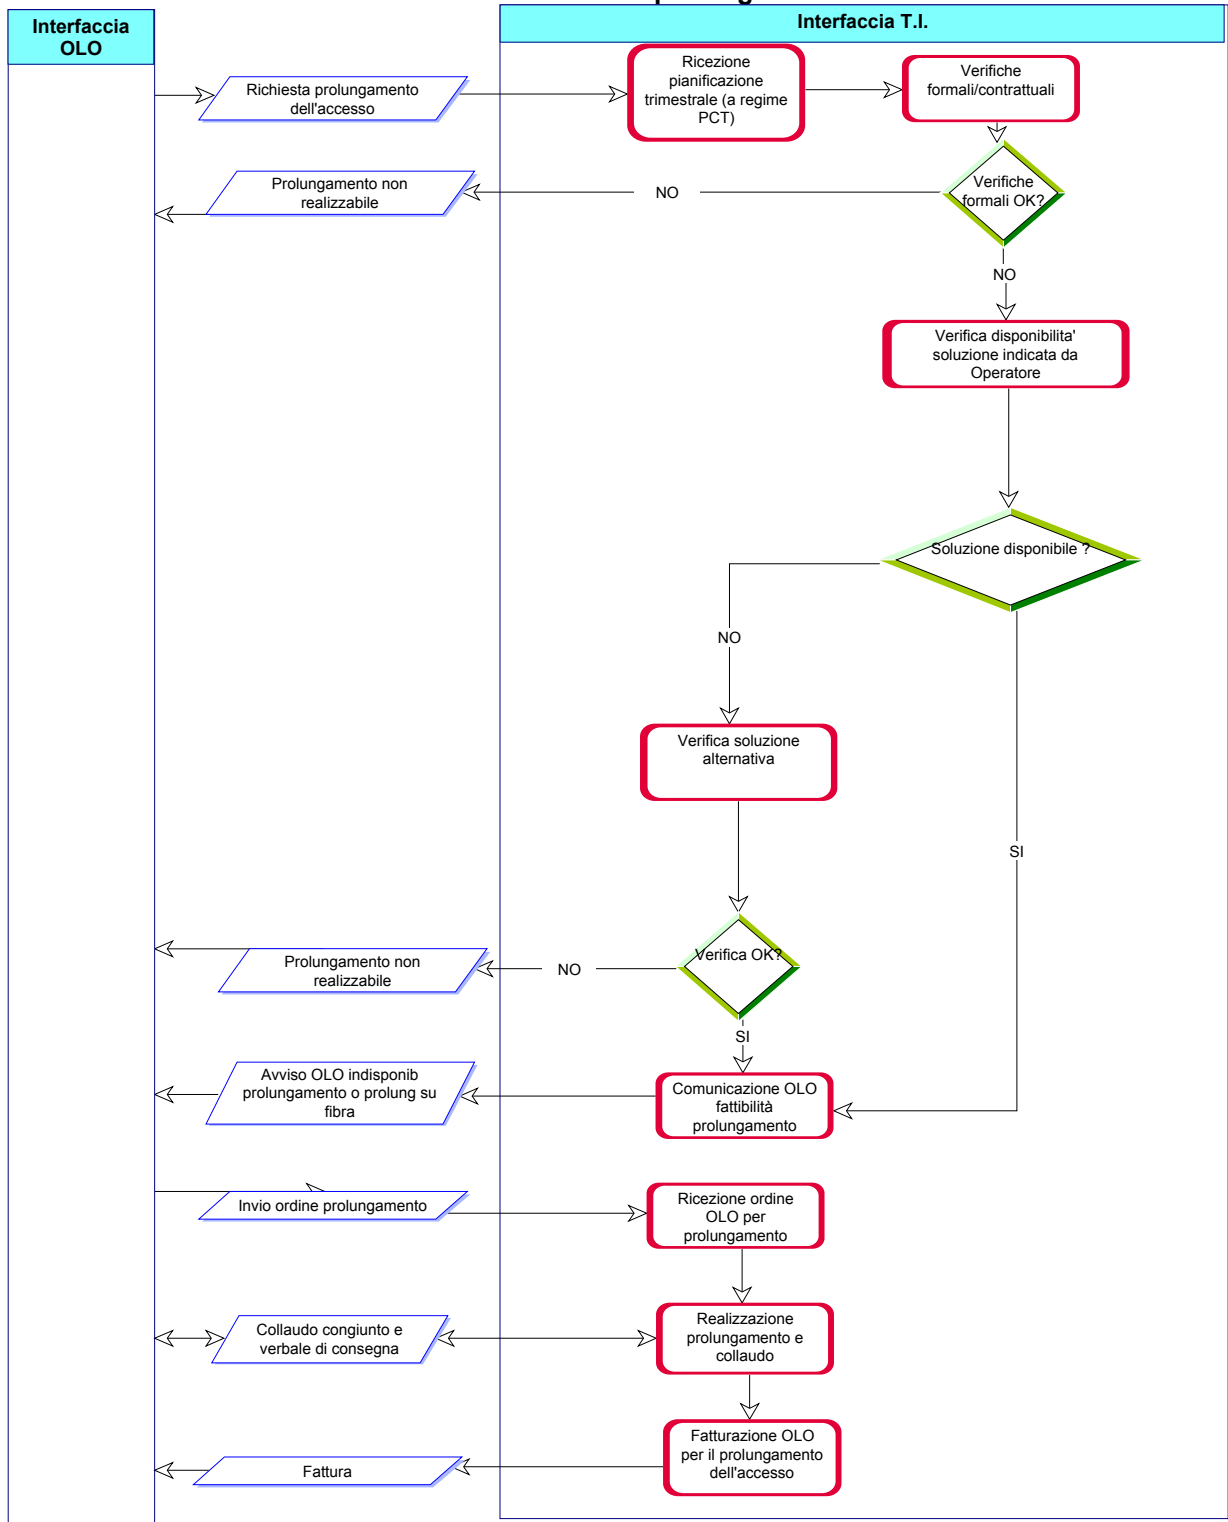 Interfaccia
OLO
Interfaccia T.I.
Richiesta prolungamento
dell'accesso
Ricezione
pianificazione
trimestrale (a regime
PCT)
Verifiche
formali/contrattuali
Prolungamento non
realizzabile
NO
Verifiche
formali OK?
NO
Verifica disponibilita'
soluzione indicata da
Operatore
Soluzione disponibile ?
NO
Verifica soluzione
alternativa
SI
Verifica OK?
NO
Prolungamento non
realizzabile
SI
Avviso OLO indisponib
prolungamento o prolung su
fibra
Comunicazione OLO
fattibilità
prolungamento
Invio ordine prolungamento
Ricezione ordine
OLO per
prolungamento
Collaudo congiunto e
verbale di consegna
Realizzazione
prolungamento e
collaudo
Fatturazione OLO
per il prolungamento
dell'accesso
Fattura